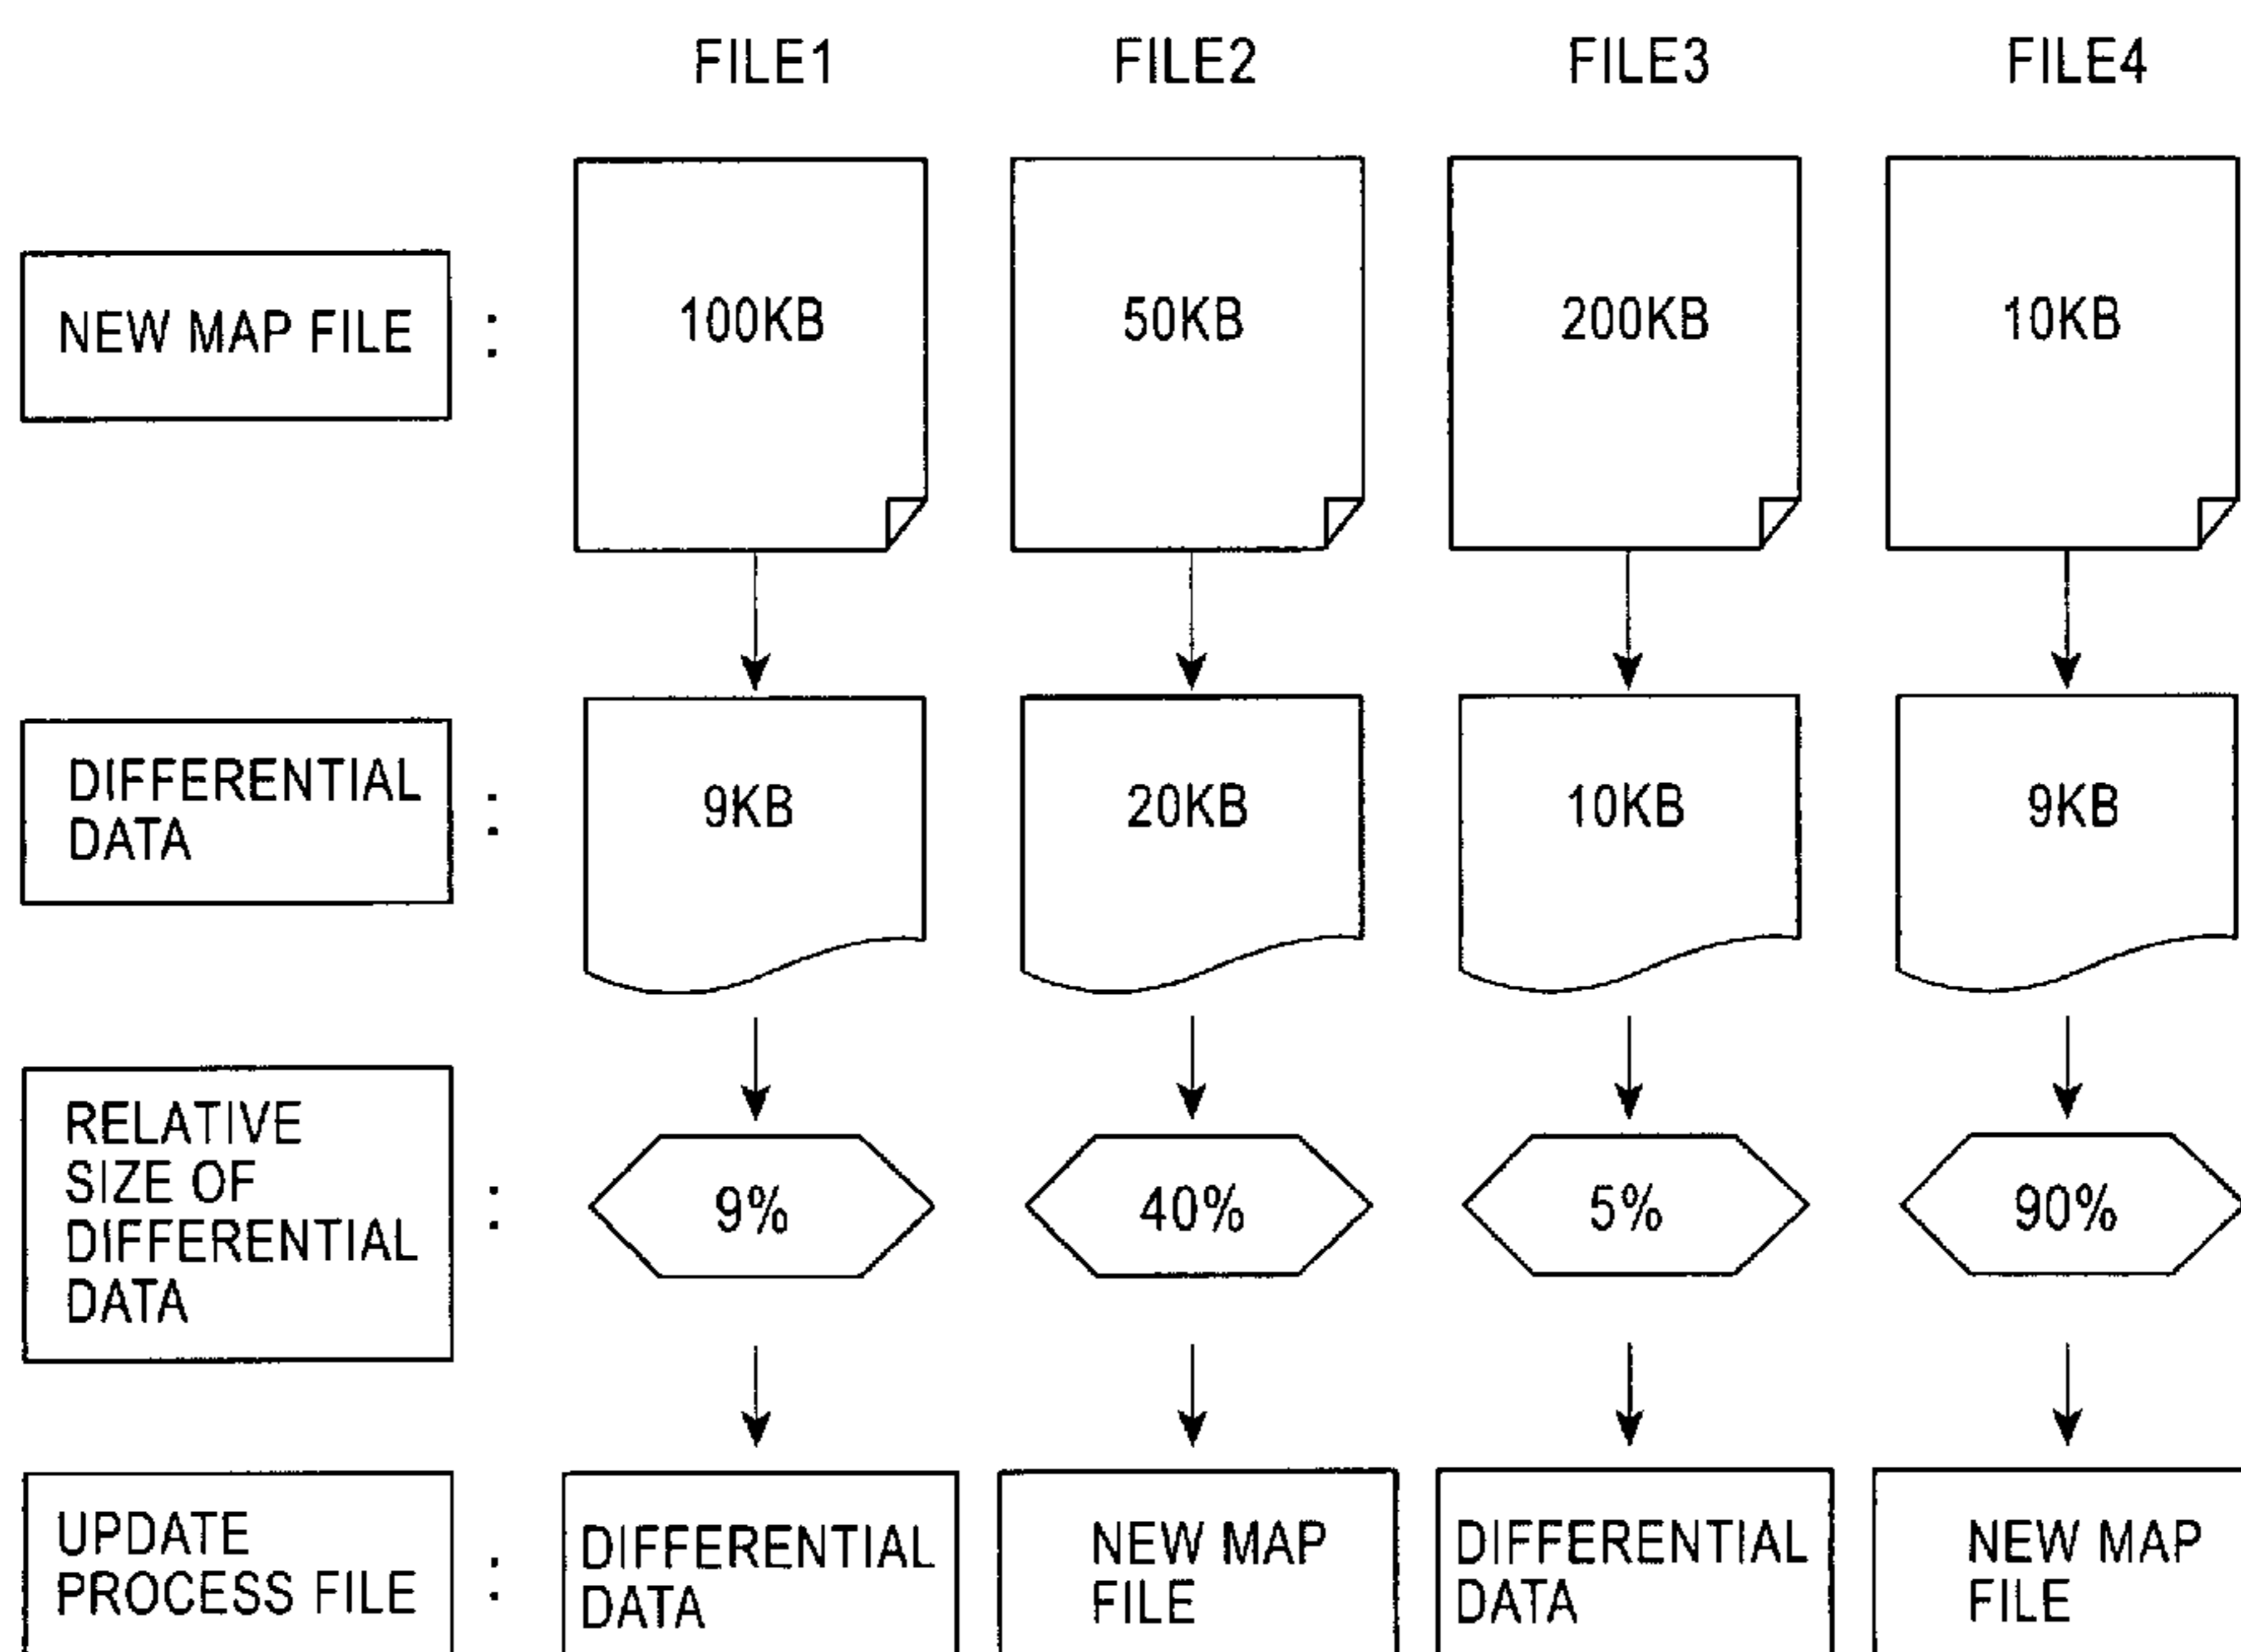 FILE1 FILE2 FILE3 FILE4
NEW MAP FILE : 100KB 50KB 200KB 10KB
DIFFERENTIAL
DATA
: 9KB 20KB 10KB 9KB
RELATIVE
SIZE OF
DIFFERENTIAL
DATA
: 9% 40% 5% 90%
UPDATE
PROCESS FILE
:
DIFFERENTIAL
DATA
NEW MAP
FILE
DIFFERENTIAL
DATA
NEW MAP
FILE